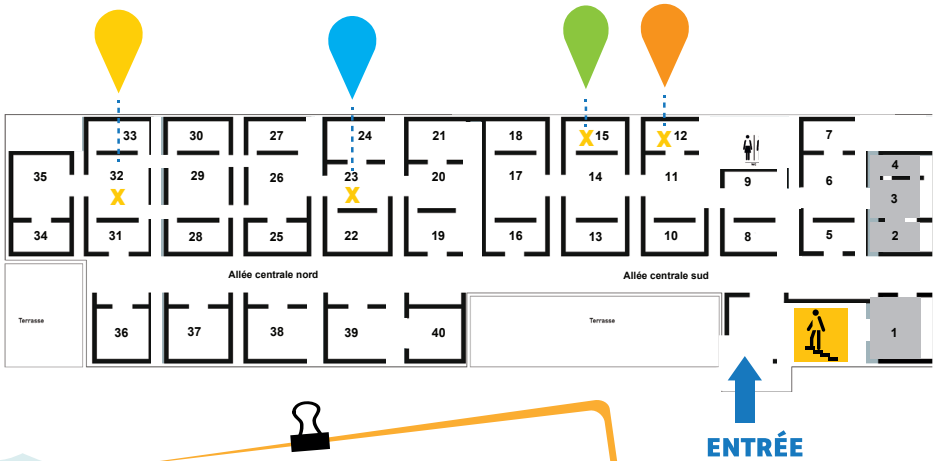 33 30 27 24 21 18 X 15 X 12 7
4
35 32 29 26 23 20 17 14 11 9 6
X X 3
34 31 28 25 22 19 16 13 10 8 5 2
Allée centrale nord Allée centrale sud
Terrasse Terrasse
36 37 38 39 40 1
ENTRÉE